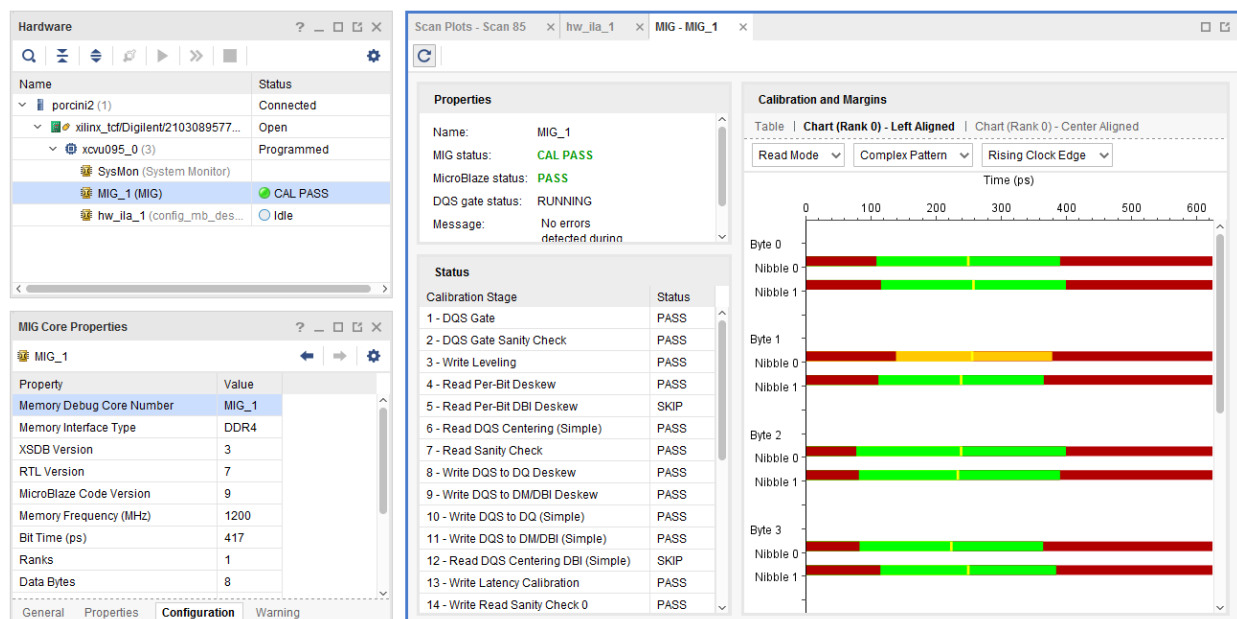 Hardware
Name Status
porcini2 (1) Connected
xilinx_tcf/Digilent/2103089577... Open
xcvu095_0 (3) Programmed
SysMon (System Monitor)
MIG_1 (MIG) CAL PASS
hw_ila_1 (config_mb_des... Idle
MIG Core Properties
MIG_1
Property Value
Memory Debug Core Number MIG_1
Memory Interface Type DDR4
XSDB Version 3
RTL Version 7
MicroBlaze Code Version 9
Memory Frequency (MHz) 1200
Bit Time (ps) 417
Ranks 1
Data Bytes 8
General Properties Configuration Warning
Scan Plots - Scan 85 hw_ila_1 MIG - MIG_1
Properties
Name: MIG_1
MIG status: CAL PASS
MicroBlaze status: PASS
DQS gate status: RUNNING
Message: No errors
detected during
Status
Calibration Stage Status
1 - DQS Gate PASS
2 - DQS Gate Sanity Check PASS
3 - Write Leveling PASS
4 - Read Per-Bit Deskew PASS
5 - Read Per-Bit DBI Deskew SKIP
6 - Read DQS Centering (Simple) PASS
7 - Read Sanity Check PASS
8 - Write DQS to DQ Deskew PASS
9 - Write DQS to DM/DBI Deskew PASS
10 - Write DQS to DQ (Simple) PASS
11 - Write DQS to DM/DBI (Simple) PASS
12 - Read DQS Centering DBI (Simple) SKIP
13 - Write Latency Calibration PASS
14 - Write Read Sanity Check 0 PASS
Calibration and Margins
Table | Chart (Rank 0) - Left Aligned | Chart (Rank 0) - Center Aligned
Read Mode Complex Pattern Rising Clock Edge
Time (ps)
0 100 200 300 400 500 600
Byte 0
Nibble 0
Nibble 1
Byte 1
Nibble 0
Nibble 1
Byte 2
Nibble 0
Nibble 1
Byte 3
Nibble 0
Nibble 1